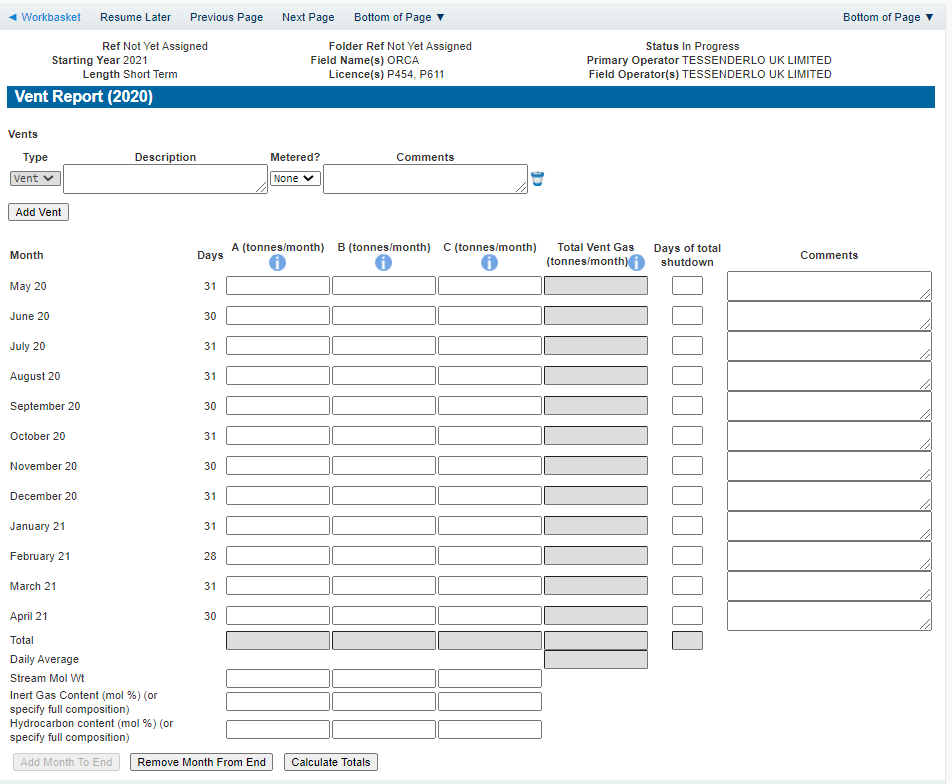 ◄ Workbasket Resume Later Previous Page Next Page Bottom of Page ▼ Bottom of Page ▼
Ref Not Yet Assigned Folder Ref Not Yet Assigned Status In Progress
Starting Year 2021 Field Name(s) ORCA Primary Operator TESSENDERLO UK LIMITED
Length Short Term Licence(s) P454, P611 Field Operator(s) TESSENDERLO UK LIMITED
Vent Report (2020)
Vents
Type Description Metered? Comments
Vent None
Add Vent
Month Days A (tonnes/month) B (tonnes/month) C (tonnes/month) Total Vent Gas (tonnes/month) Days of total shutdown Comments
May 20 31
June 20 30
July 20 31
August 20 31
September 20 30
October 20 31
November 20 30
December 20 31
January 21 31
February 21 28
March 21 31
April 21 30
Total
Daily Average
Stream Mol Wt
Inert Gas Content (mol %) (or
specify full composition)
Hydrocarbon content (mol %) (or
specify full composition)
Add Month To End Remove Month From End Calculate Totals